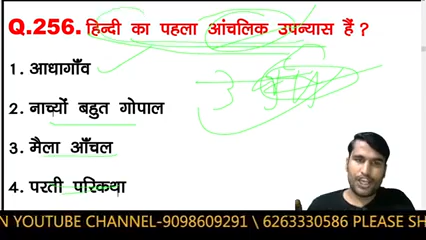 Q.256. हिन्दी का पहला आंचलिक उपन्यास हैं ?
1. आधागाँव
2. नाच्यों बहुत गोपाल
3. मैला आँचल
4. परती परिकथा
N YOUTUBE CHANNEL-9098609291 \ 6263330586 PLEASE SH